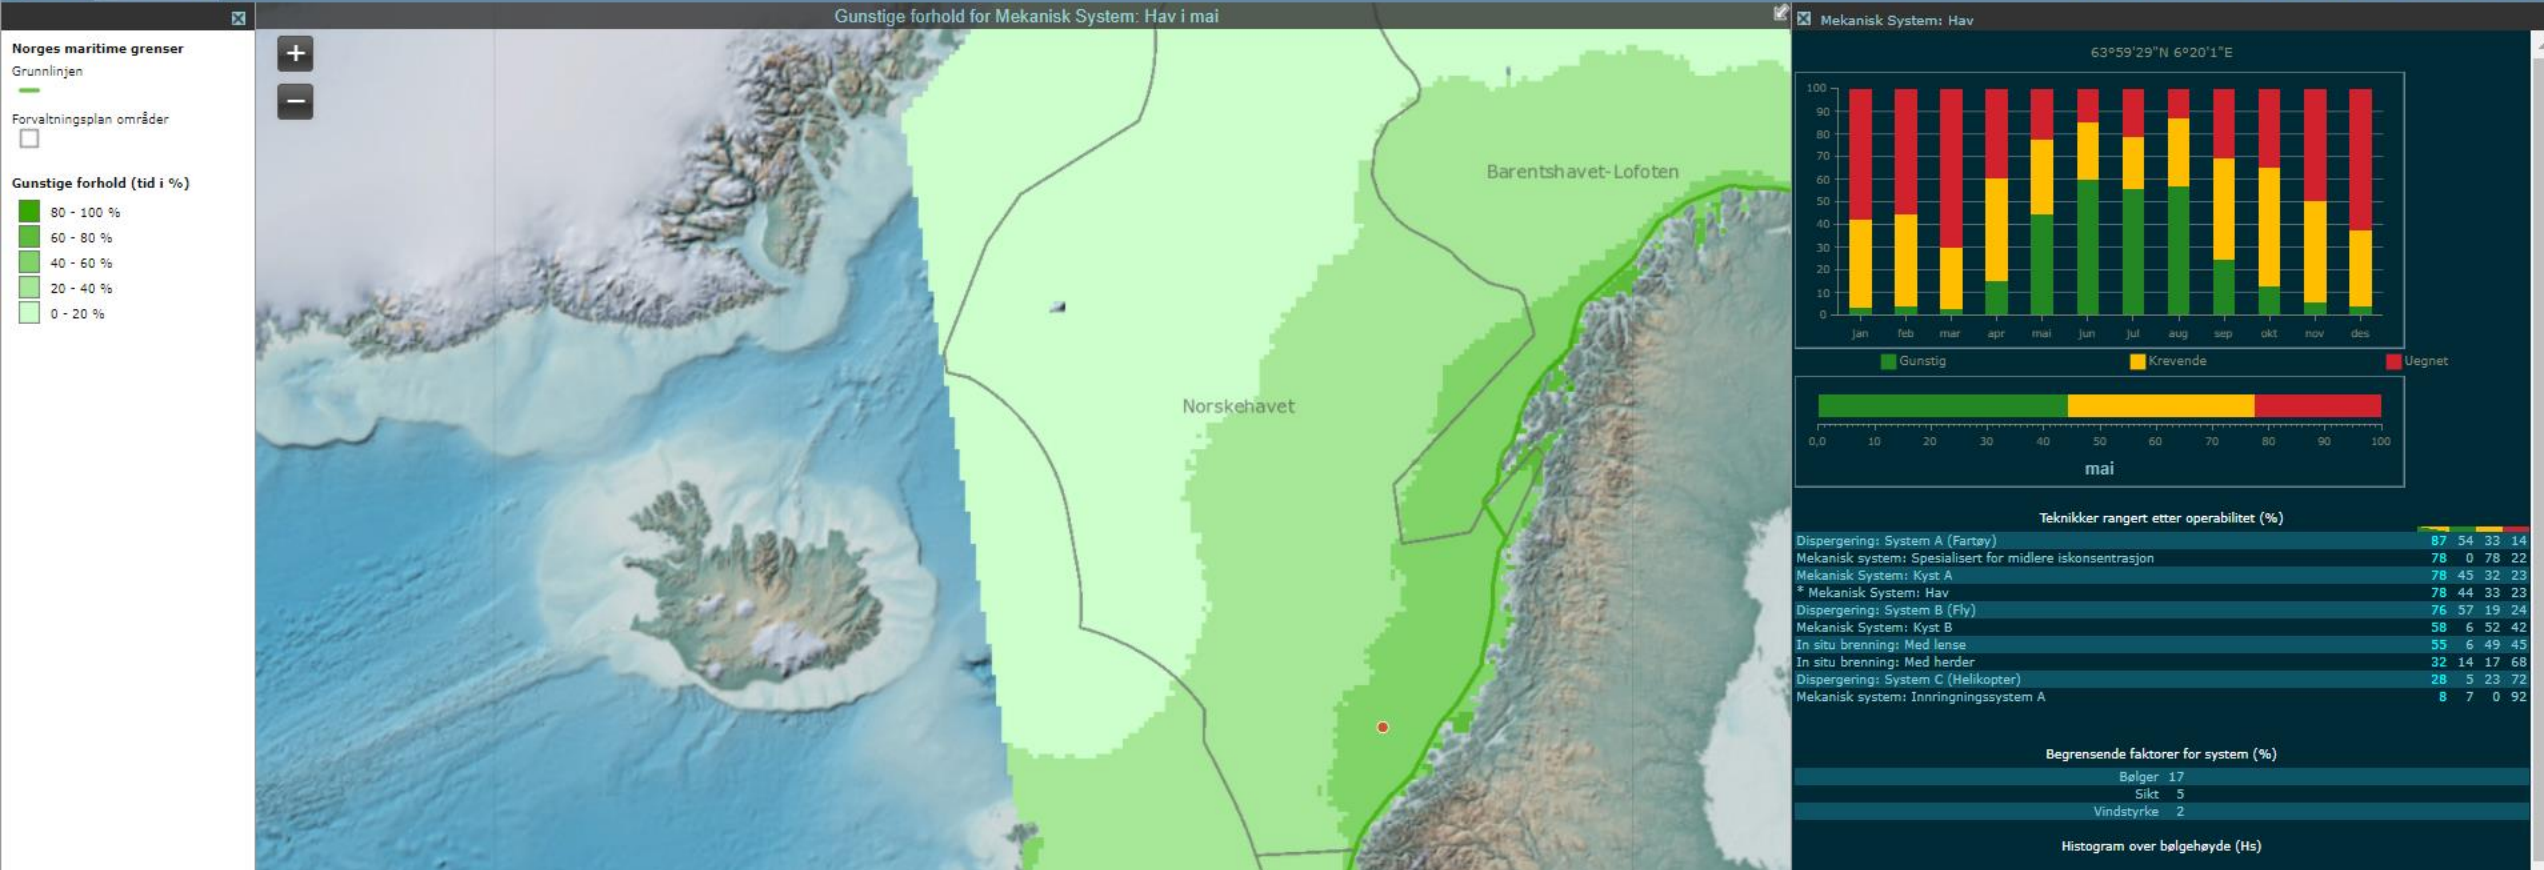 Norges maritime grenser
Grunnlinjen
Forvaltningsplan områder
Gunstige forhold (tid i %)
80 - 100 %
60 - 80 %
40 - 60 %
20 - 40 %
0 - 20 %
Gunstige forhold for Mekanisk System: Hav i mai
+
−
Barentshavet-Lofoten
Norskehavet
Mekanisk System: Hav
63°59'29"N 6°20'1"E
100
90
80
70
60
50
40
30
20
10
0
jan feb mar apr mai jun jul aug sep okt nov des
Gunstig Krevende Uegnet
0,0 10 20 30 40 50 60 70 80 90 100
mai
Teknikker rangert etter operabilitet (%)
Dispergering: System A (Fartøy) 87 54 33 14
Mekanisk system: Spesialisert for midlere iskonsentrasjon 78 0 78 22
Mekanisk System: Kyst A 78 45 32 23
* Mekanisk System: Hav 78 44 33 23
Dispergering: System B (Fly) 76 57 19 24
Mekanisk System: Kyst B 58 6 52 42
In situ brenning: Med lense 55 6 49 45
In situ brenning: Med herder 32 14 17 68
Dispergering: System C (Helikopter) 28 5 23 72
Mekanisk system: Innringningssystem A 8 7 0 92
Begrensende faktorer for system (%)
Bølger 17
Sikt 5
Vindstyrke 2
Histogram over bølgehøyde (Hs)